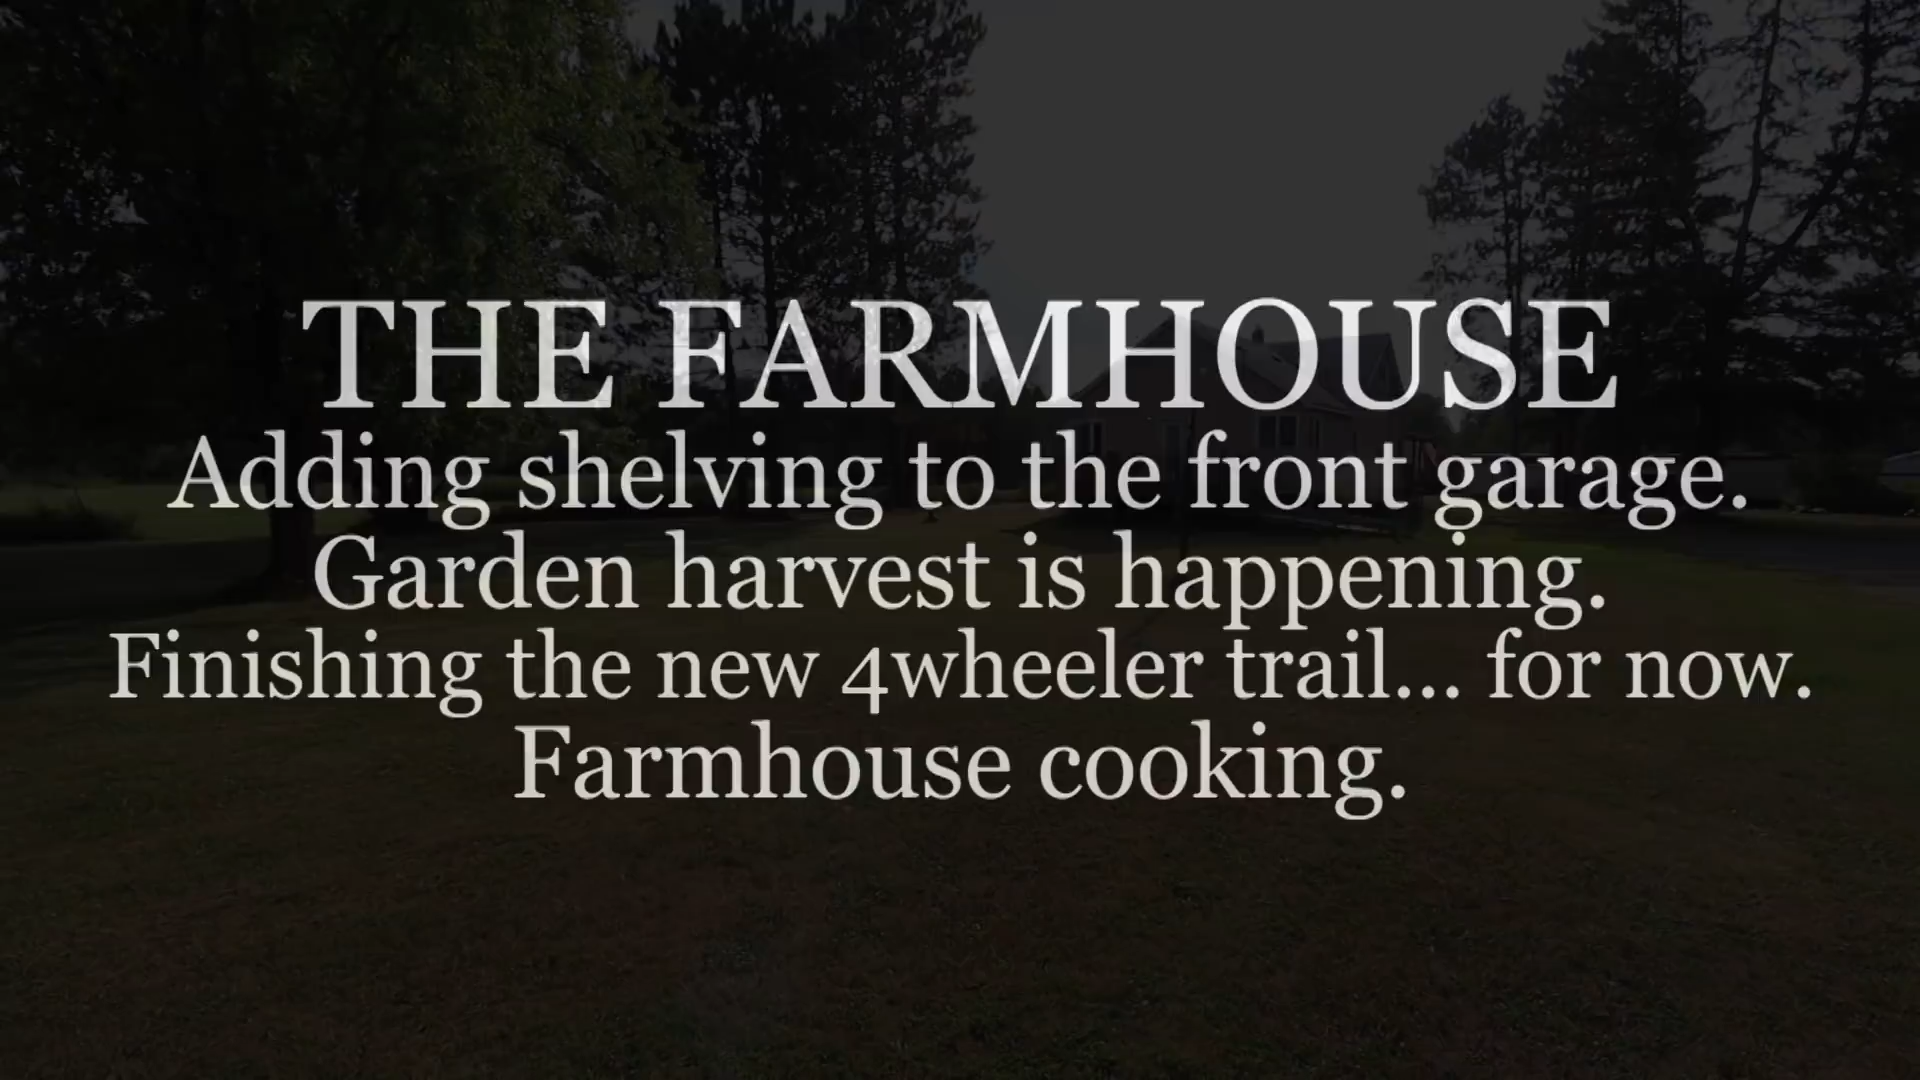 THE FARMHOUSE
Adding shelving to the front garage.
Garden harvest is happening.
Finishing the new 4wheeler trail... for now.
Farmhouse cooking.